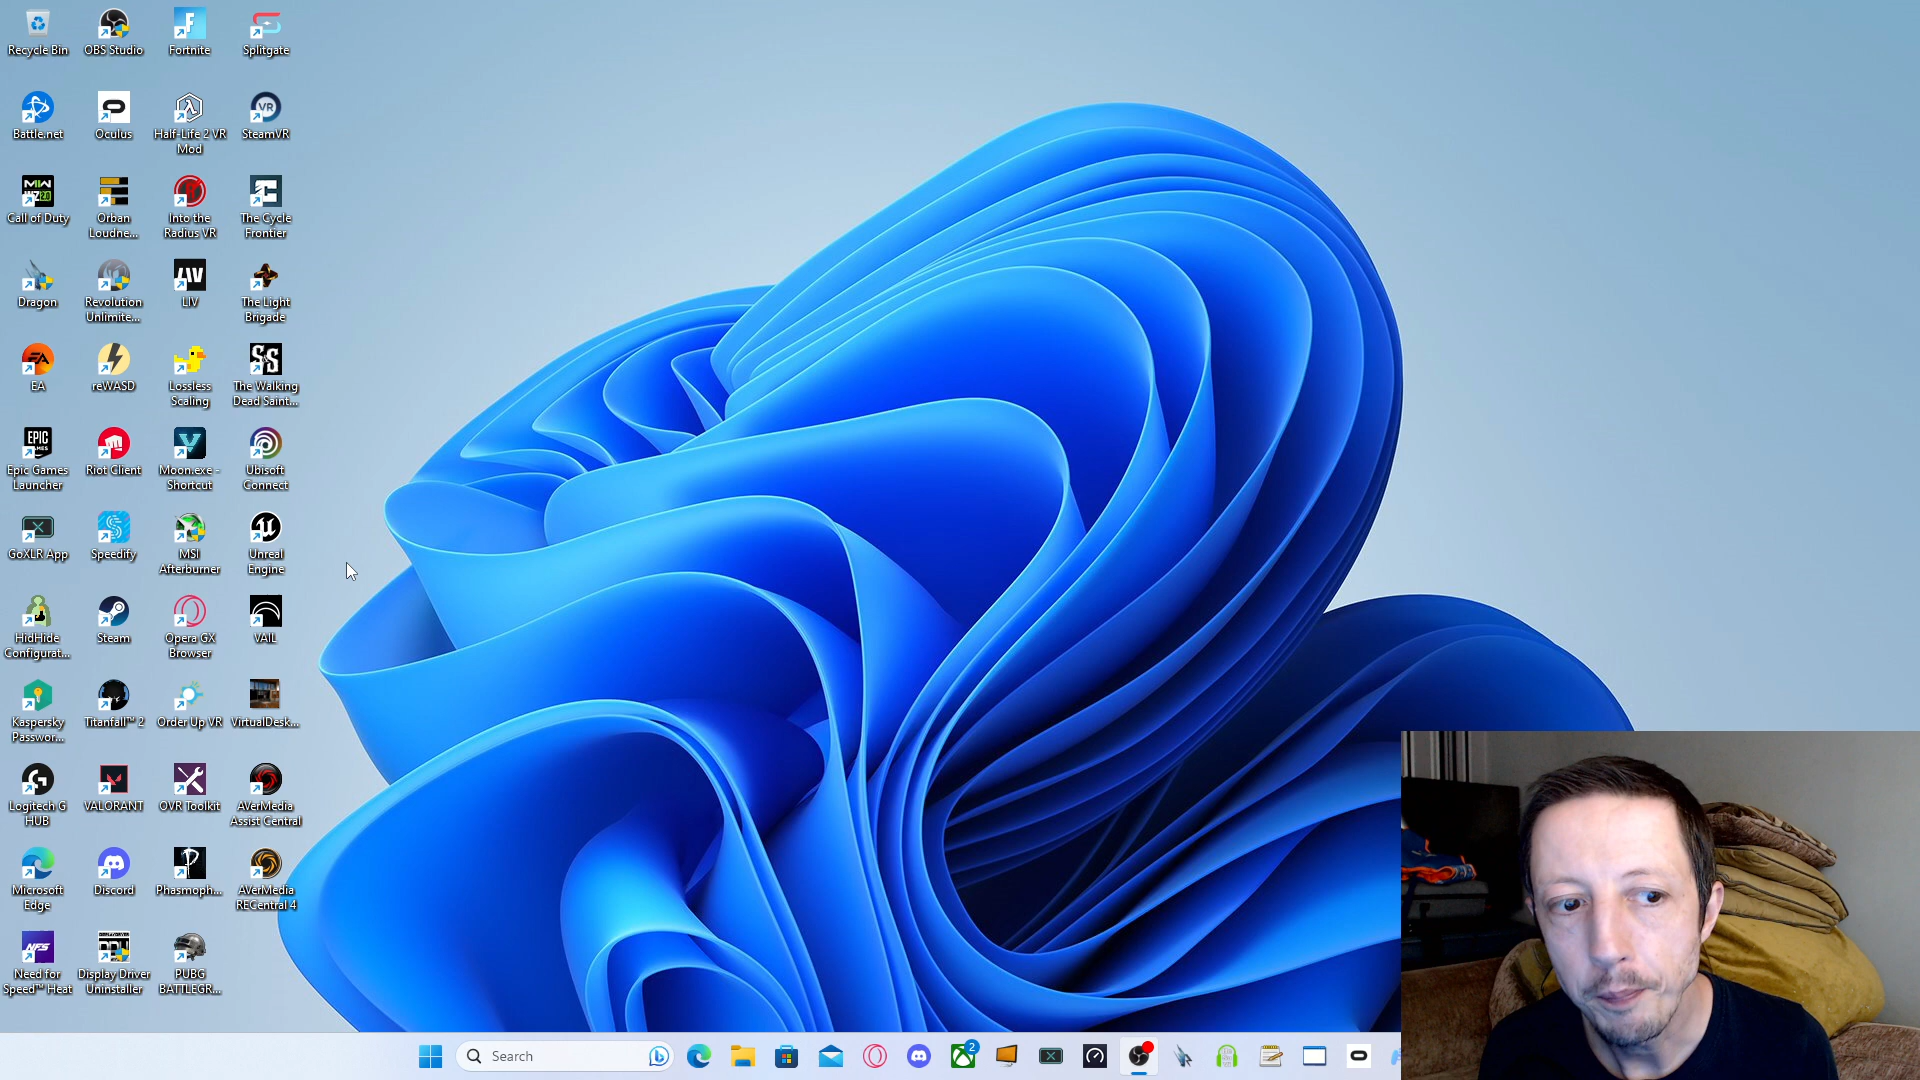 Recycle Bin
OBS Studio
Fortnite
Splitgate
Battle.net
Oculus
Half-Life 2 VR
Mod
SteamVR
Call of Duty
Orban
Loudne...
Into the
Radius VR
The Cycle
Frontier
Dragon
Revolution
Unlimite...
LIV
The Light
Brigade
EA
reWASD
Lossless
Scaling
The Walking
Dead Saint...
Epic Games
Launcher
Riot Client
Moon.exe -
Shortcut
Ubisoft
Connect
GoXLR App
Speedify
MSI
Afterburner
Unreal
Engine
HidHide
Configurat...
Steam
Opera GX
Browser
VAIL
Kaspersky
Passwor...
Titanfall™ 2
Order Up VR
VirtualDesk...
Logitech G
HUB
VALORANT
OVR Toolkit
AVerMedia
Assist Central
Microsoft
Edge
Discord
Phasmoph...
AVerMedia
RECentral 4
Need for
Speed™ Heat
Display Driver
Uninstaller
PUBG
BATTLEGR...
Search
2